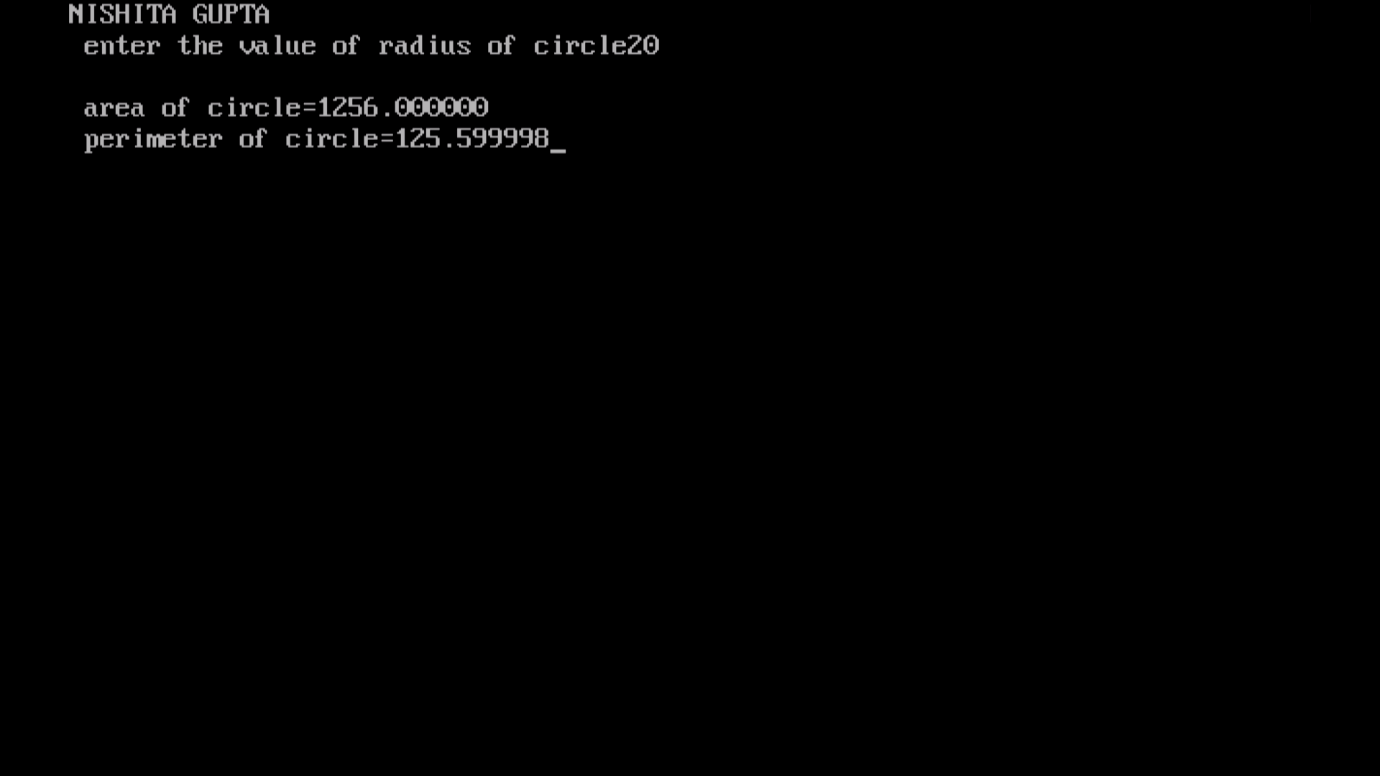 NISHITA GUPTA
enter the value of radius of circle20
area of circle=1256.000000
perimeter of circle=125.599998_